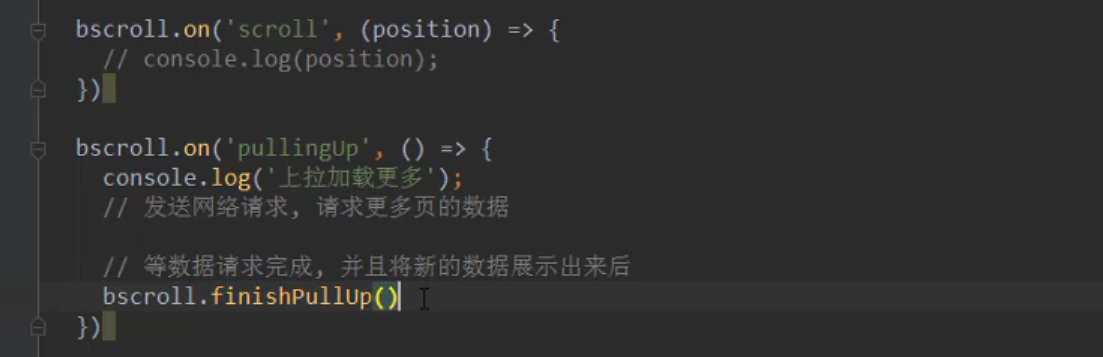 bscroll.on('scroll', (position) => {
// console.log(position);
})
bscroll.on('pullingUp', () => {
console.log('上拉加载更多');
// 发送网络请求, 请求更多页的数据
// 等数据请求完成, 并且将新的数据展示出来后
bscroll.finishPullUp()
})